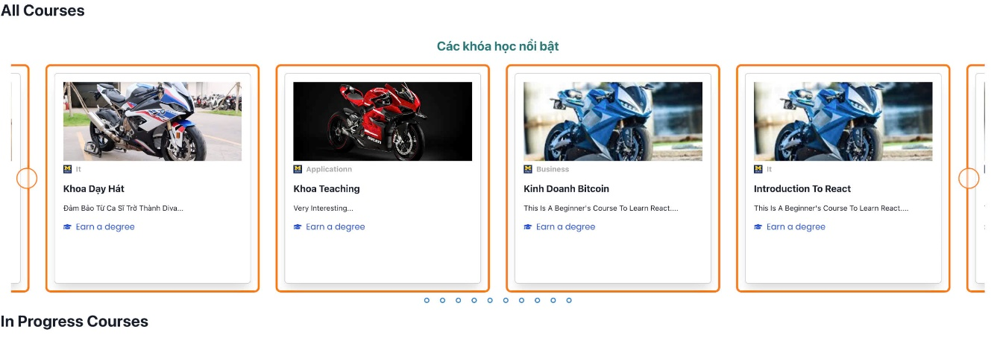 All Courses
Các khóa học nổi bật
It
Khoa Dạy Hát
Đảm Bảo Từ Ca Sĩ Trở Thành Diva...
Earn a degree
Applicationn
Khoa Teaching
Very Interesting...
Earn a degree
Business
Kinh Doanh Bitcoin
This Is A Beginner's Course To Learn React....
Earn a degree
It
Introduction To React
This Is A Beginner's Course To Learn React....
Earn a degree
In Progress Courses